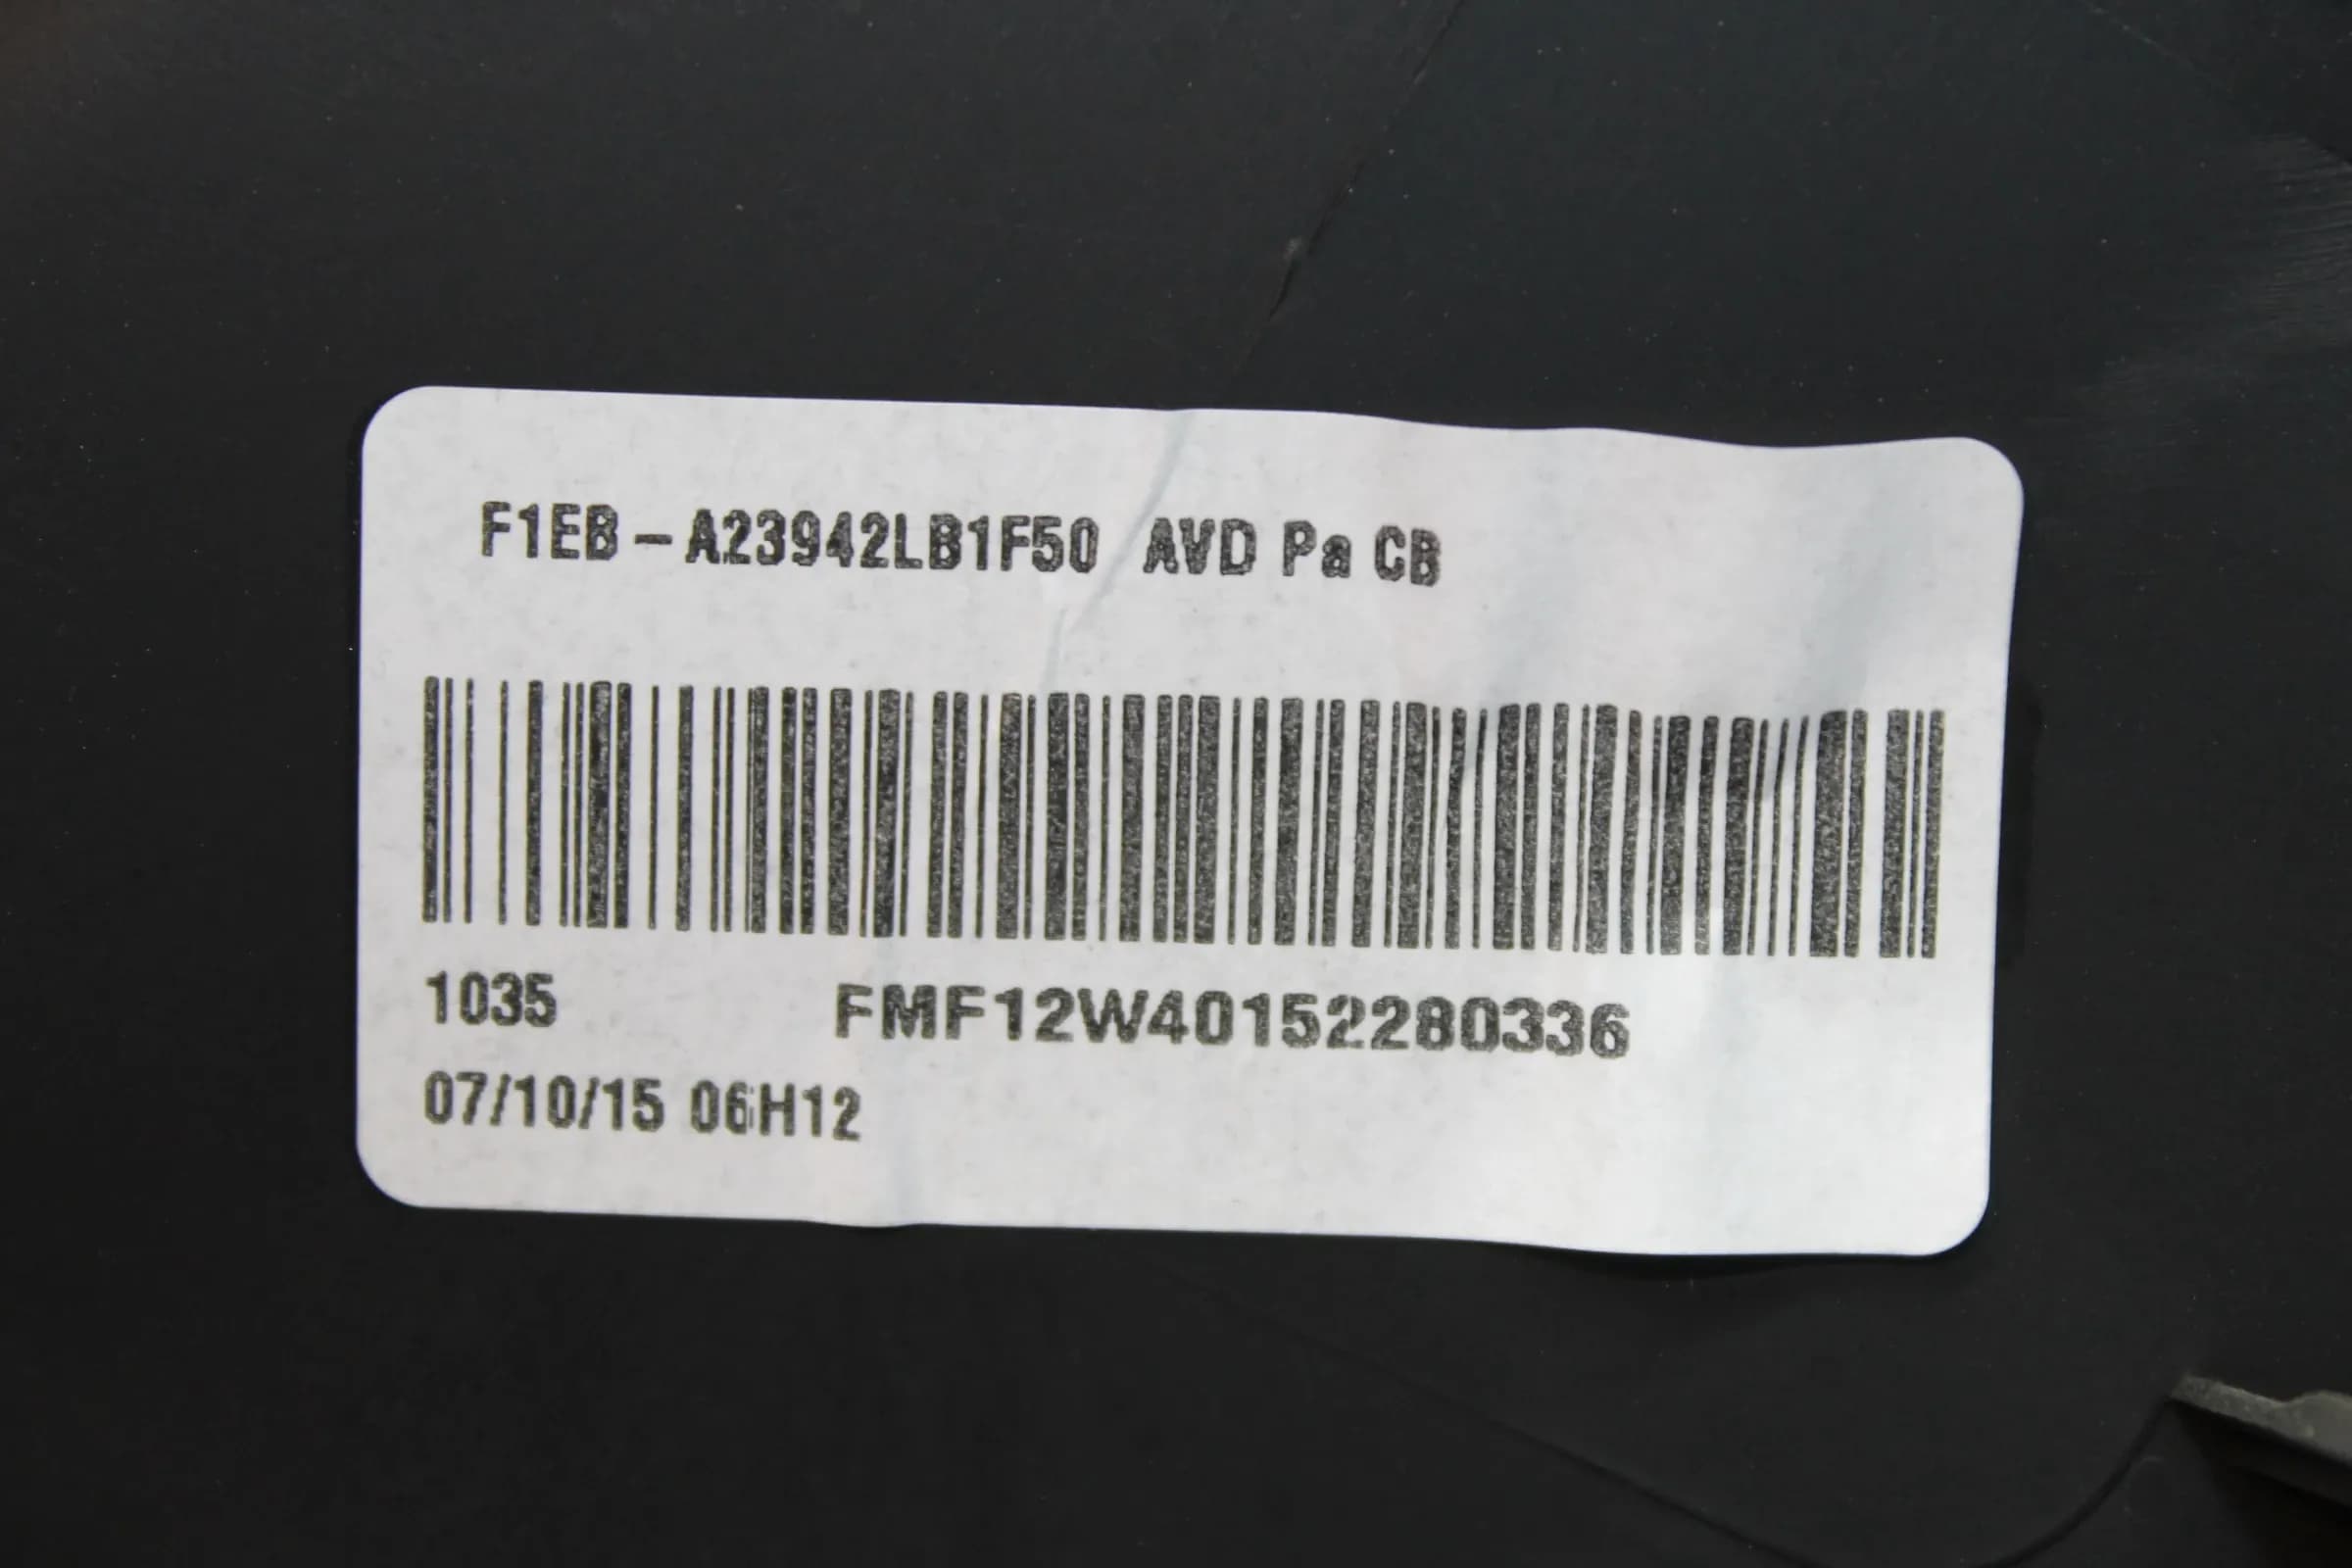 F1EB-A23942LB1F50 AVD Pa CB
1035 FMF12W40152280336
07/10/15 06H12